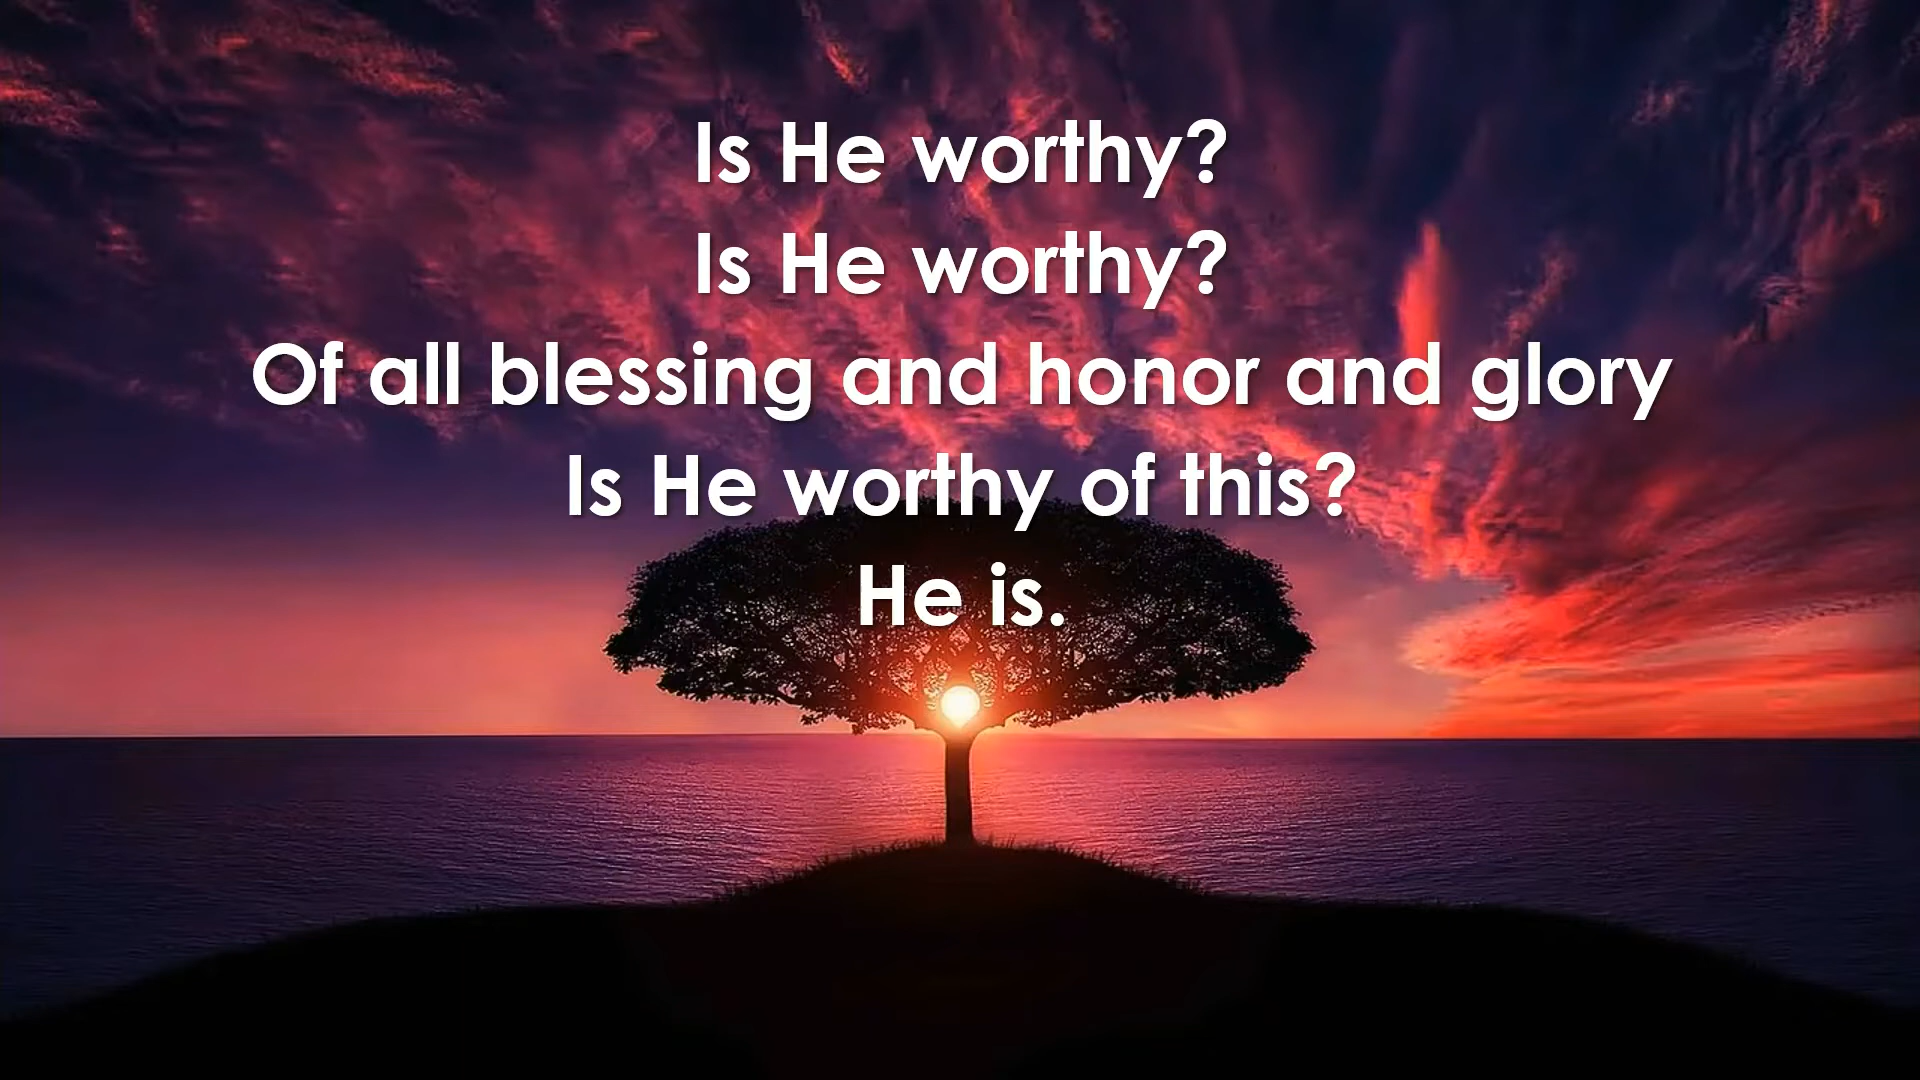 Is He worthy?
Is He worthy?
Of all blessing and honor and glory
Is He worthy of this?
He is.